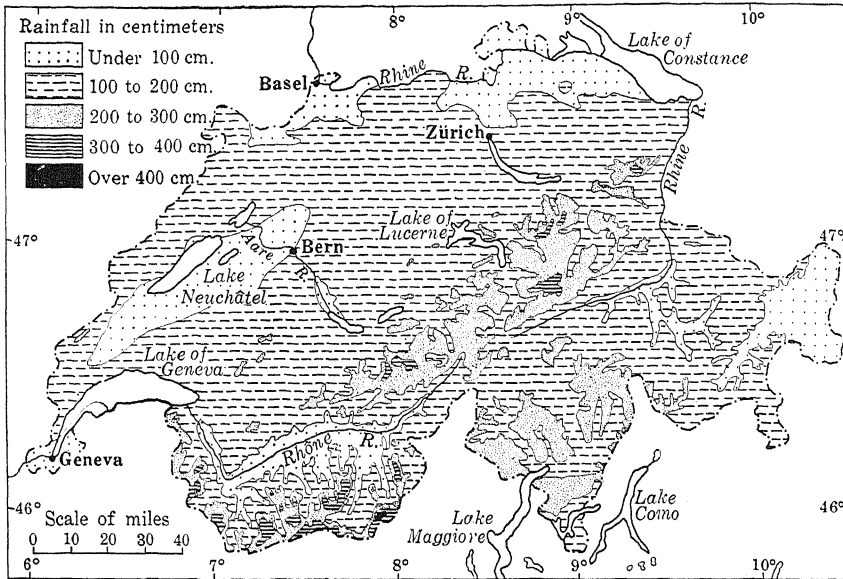 8°
9°
10°
Rainfall in centimeters
Under 100 cm.
100 to 200 cm.
200 to 300 cm.
300 to 400 cm.
Over 400 cm.
Lake of
Constance
Basel
Rhine R.
Zürich
Rhine R.
47°
47°
Lake of
Lucerne
Aare R.
Bern
Lake
Neuchâtel
Lake of
Geneva
Rhône R.
Geneva
46°
46°
Scale of miles
0 10 20 40
Lake
Maggiore
Lake
Como
6°
7°
8°
9°
10°